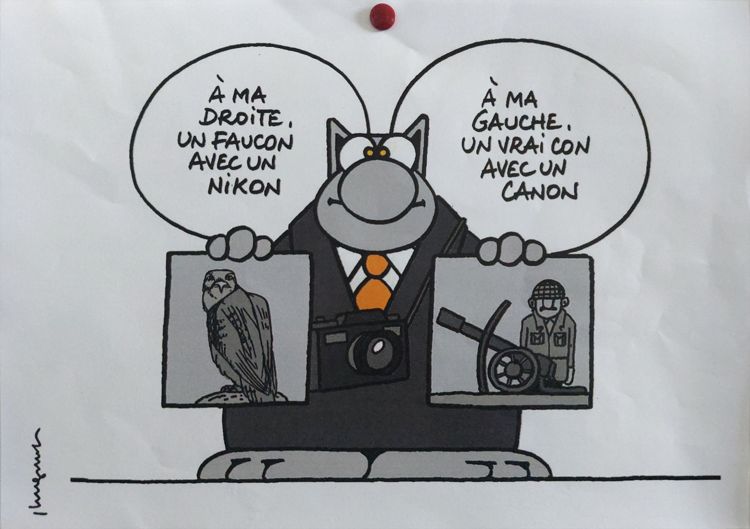 À MA
DROITE,
UN FAUCON
AVEC UN
NIKON
À MA
GAUCHE,
UN VRAI CON
AVEC UN
CANON